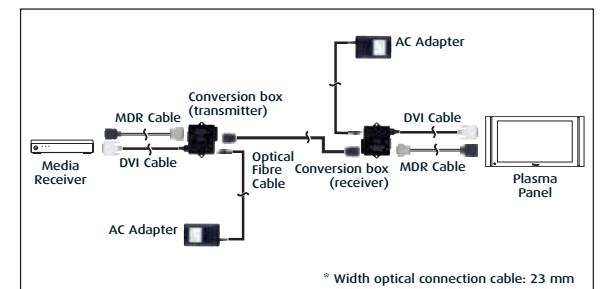 AC Adapter
Conversion box
(transmitter)
MDR Cable
DVI Cable
Media
Receiver
DVI Cable
MDR Cable
Optical
Fibre
Cable
Conversion box
(receiver)
Plasma
Panel
AC Adapter
* Width optical connection cable: 23 mm